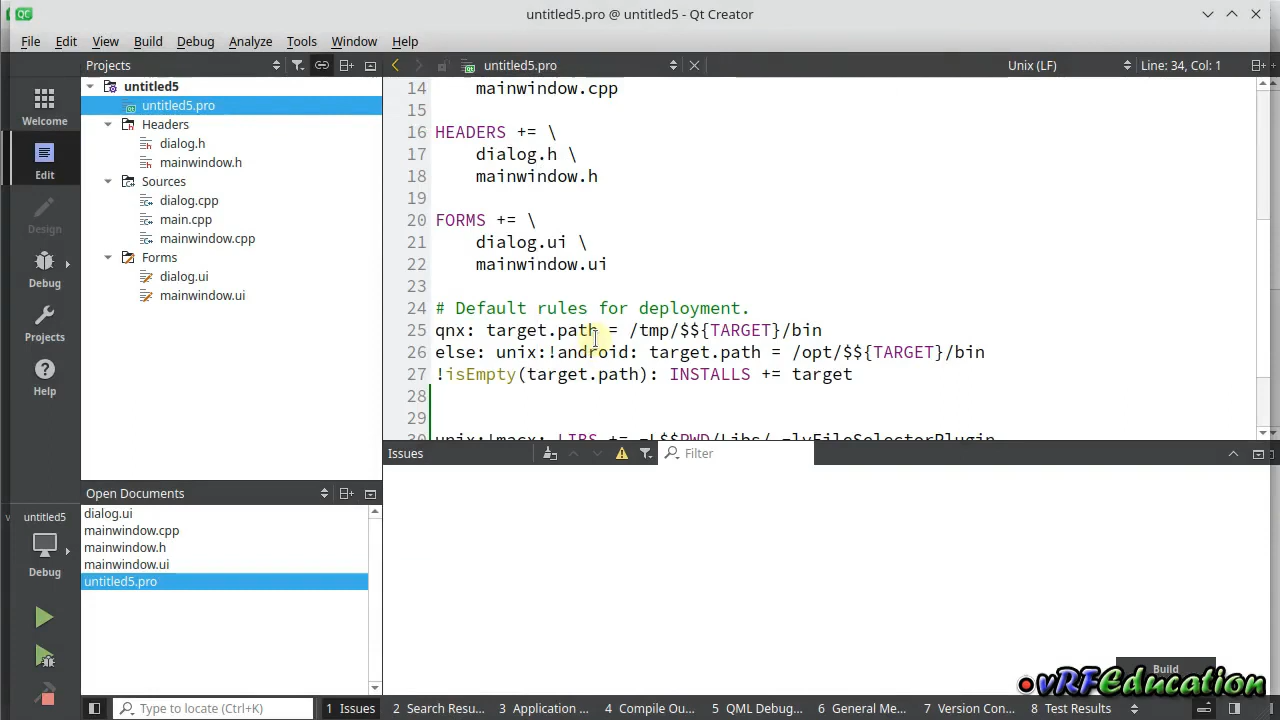 untitled5.pro @ untitled5 - Qt Creator
File Edit View Build Debug Analyze Tools Window Help
Projects
untitled5.pro
Unix (LF)
Line: 34, Col: 1
Welcome
Edit
Design
Debug
Projects
Help
untitled5
Debug
untitled5
untitled5.pro
Headers
dialog.h
mainwindow.h
Sources
dialog.cpp
main.cpp
mainwindow.cpp
Forms
dialog.ui
mainwindow.ui
Open Documents
dialog.ui
mainwindow.cpp
mainwindow.h
mainwindow.ui
untitled5.pro
14 mainwindow.cpp
15
16 HEADERS += \
17 dialog.h \
18 mainwindow.h
19
20 FORMS += \
21 dialog.ui \
22 mainwindow.ui
23
24 # Default rules for deployment.
25 qnx: target.path = /tmp/$${TARGET}/bin
26 else: unix:!android: target.path = /opt/$${TARGET}/bin
27 !isEmpty(target.path): INSTALLS += target
28
29
30 unix:!macx: LIBS += -L$$PWD/Libs/ -lvFileSelectorPlugin
Issues
Filter
Build
vRFEducation
Type to locate (Ctrl+K)
1 Issues 2 Search Resu... 3 Application ... 4 Compile Ou... 5 QML Debug... 6 General Me... 7 Version Con... 8 Test Results